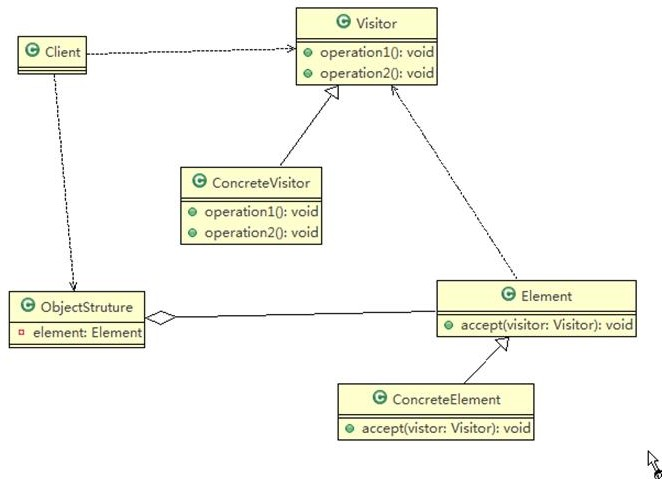 Client
Visitor
operation1(): void
operation2(): void
ConcreteVisitor
operation1(): void
operation2(): void
ObjectStruture
element: Element
Element
accept(visitor: Visitor): void
ConcreteElement
accept(vistor: Visitor): void